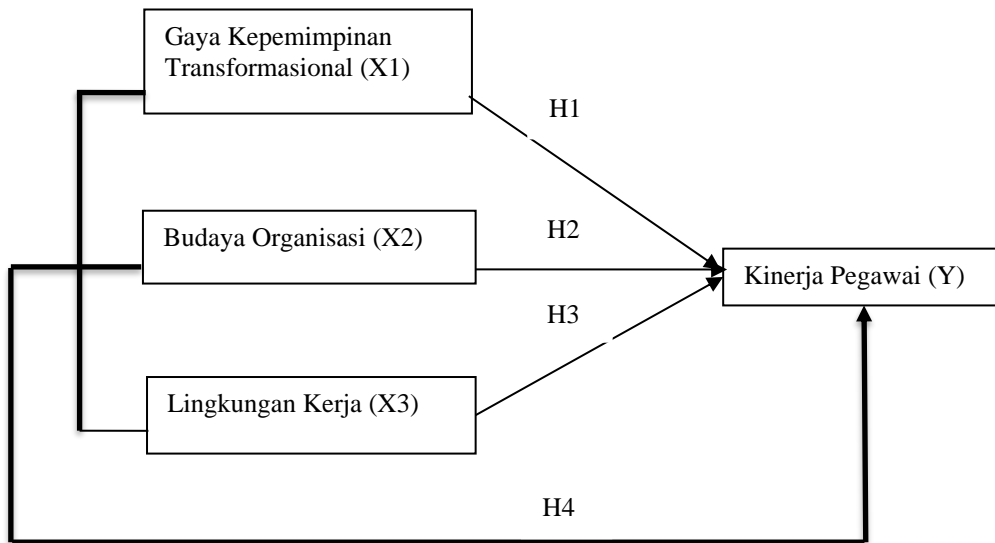 Gaya Kepemimpinan
Transformasional (X1)
H1
Budaya Organisasi (X2)
H2
Kinerja Pegawai (Y)
H3
Lingkungan Kerja (X3)
H4